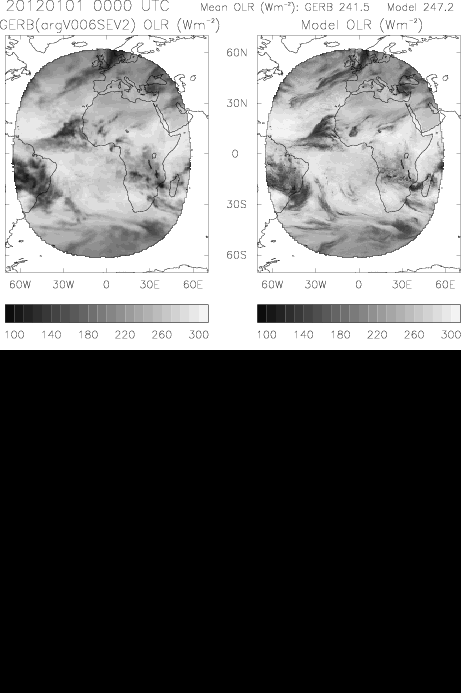 20120101 0000 UTC Mean OLR (Wm⁻²): GERB 241.5 Model 247.2
GERB(argV006SEV2) OLR (Wm⁻²) Model OLR (Wm⁻²)
60N
30N
0
30S
60S
60W 30W 0 30E 60E 60W 30W 0 30E 60E
100 140 180 220 260 300 100 140 180 220 260 300